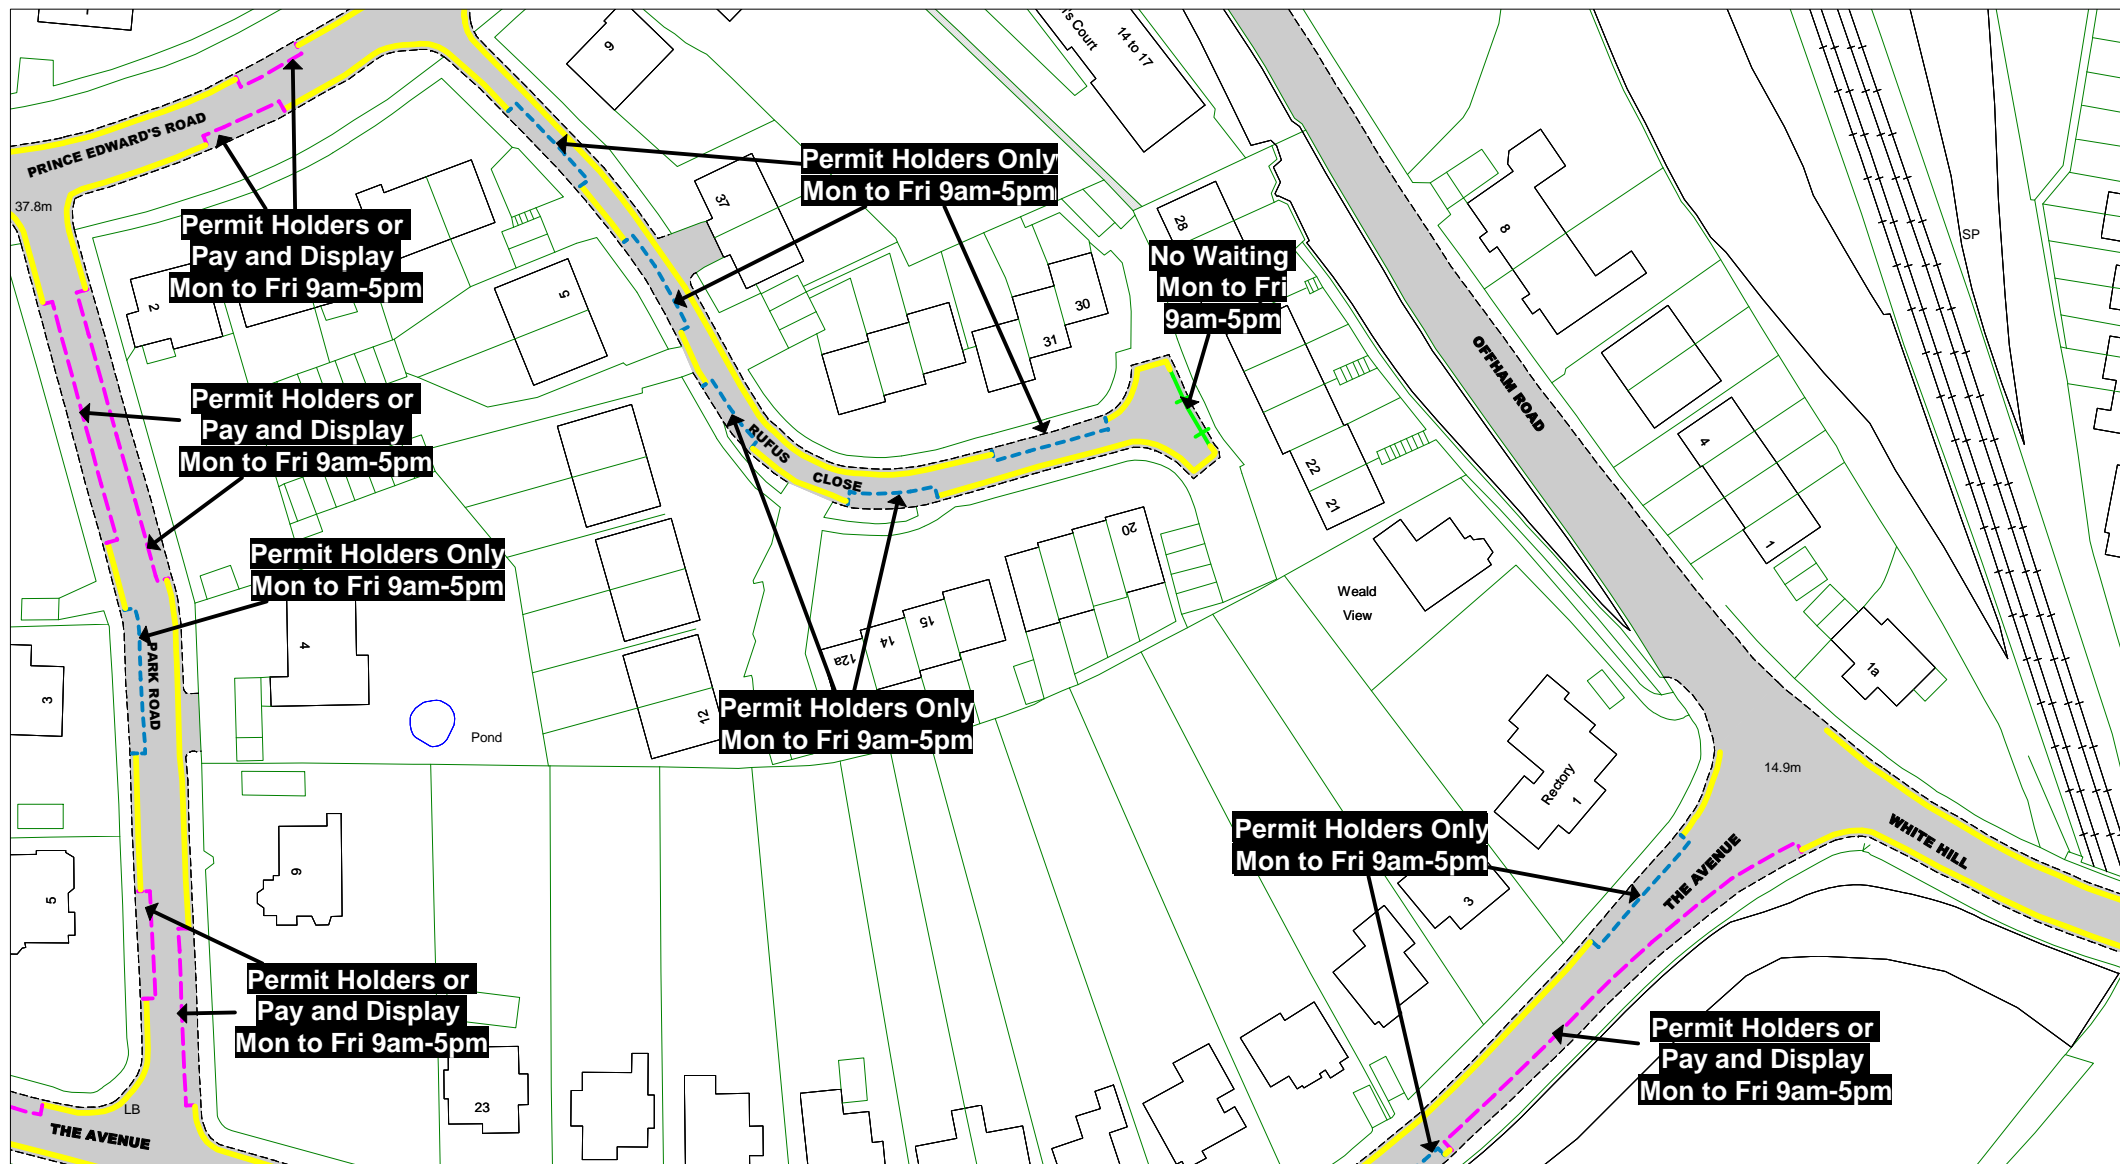 's Court
14 to 17
9
PRINCE EDWARD'S ROAD
37.8m
Permit Holders Only
Mon to Fri 9am-5pm
37
28
8
SP
Permit Holders or
Pay and Display
Mon to Fri 9am-5pm
No Waiting
Mon to Fri
9am-5pm
2
5
30
31
OFFHAM ROAD
Permit Holders or
Pay and Display
Mon to Fri 9am-5pm
RUFUS CLOSE
22
21
4
1
20
Permit Holders Only
Mon to Fri 9am-5pm
Weald
View
15
14
12a
4
3
PARK ROAD
1a
12
Permit Holders Only
Mon to Fri 9am-5pm
Pond
14.9m
Rectory
1
Permit Holders Only
Mon to Fri 9am-5pm
WHITE HILL
THE AVENUE
3
5
9
Permit Holders or
Pay and Display
Mon to Fri 9am-5pm
Permit Holders or
Pay and Display
Mon to Fri 9am-5pm
23
LB
THE AVENUE